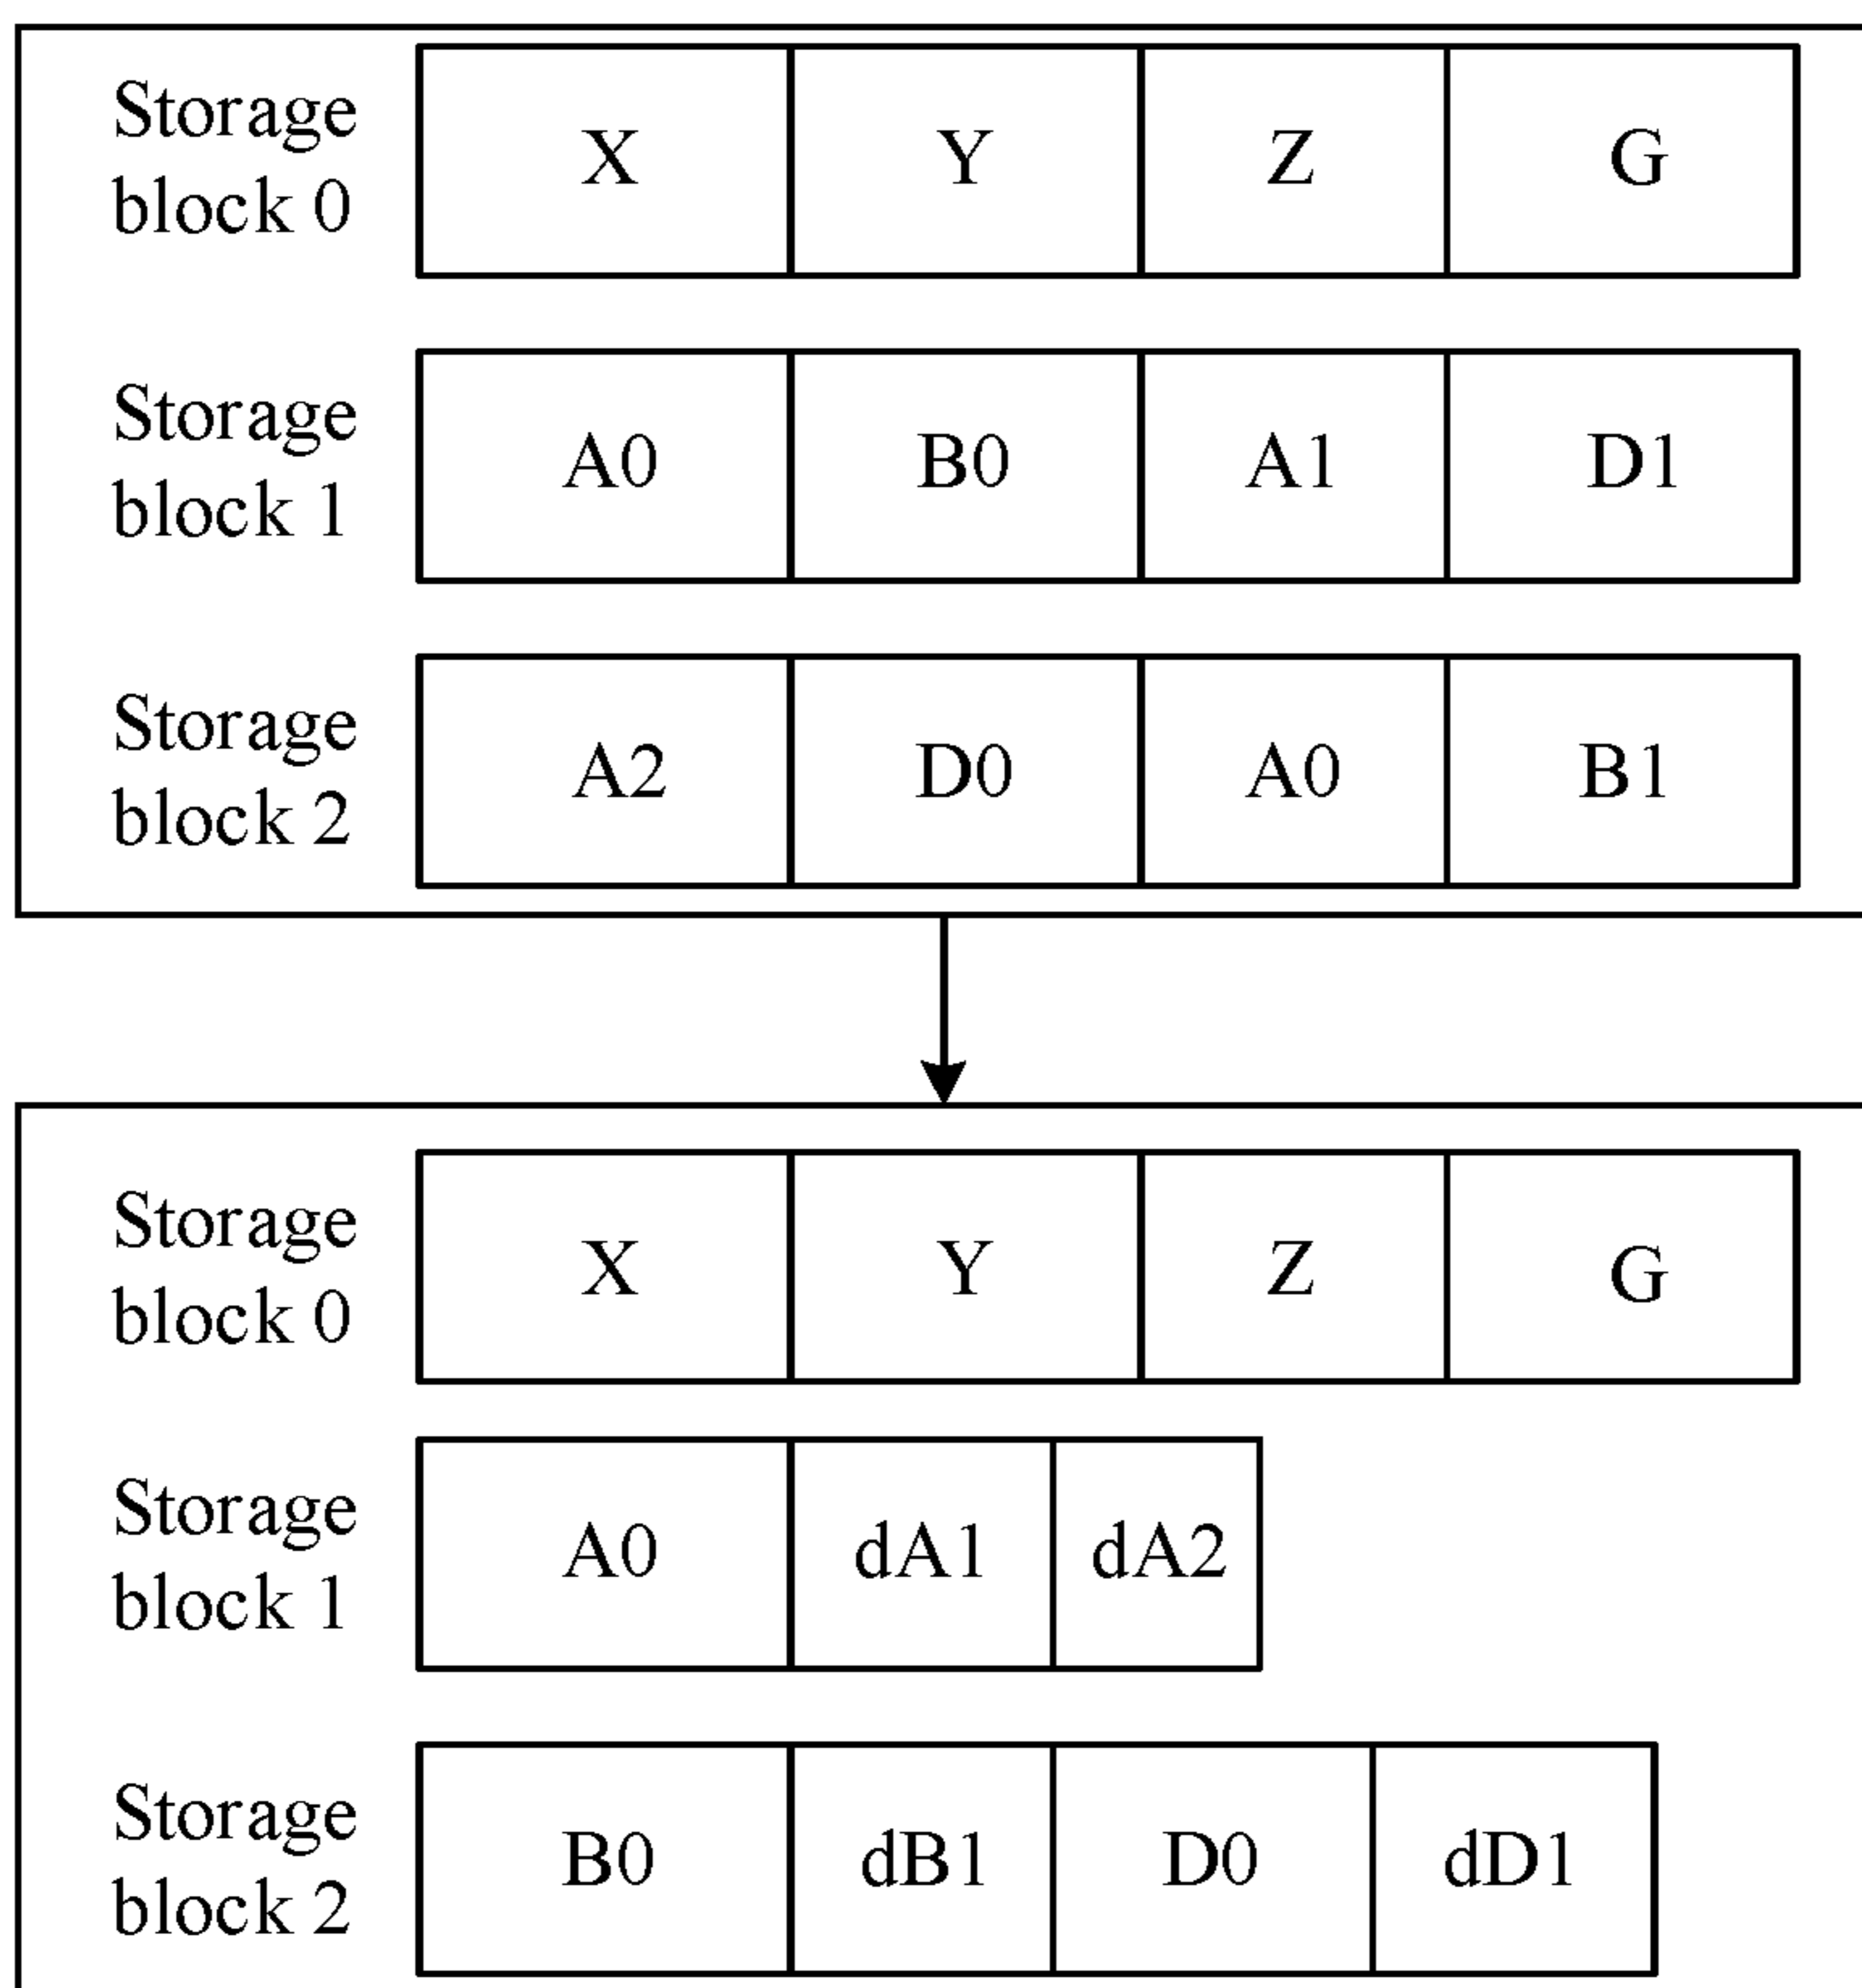 Storage
block 0
X Y Z G
Storage
block 1
A0 B0 A1 D1
Storage
block 2
A2 D0 A0 B1
Storage
block 0
X Y Z G
Storage
block 1
A0 dA1 dA2
Storage
block 2
B0 dB1 D0 dD1